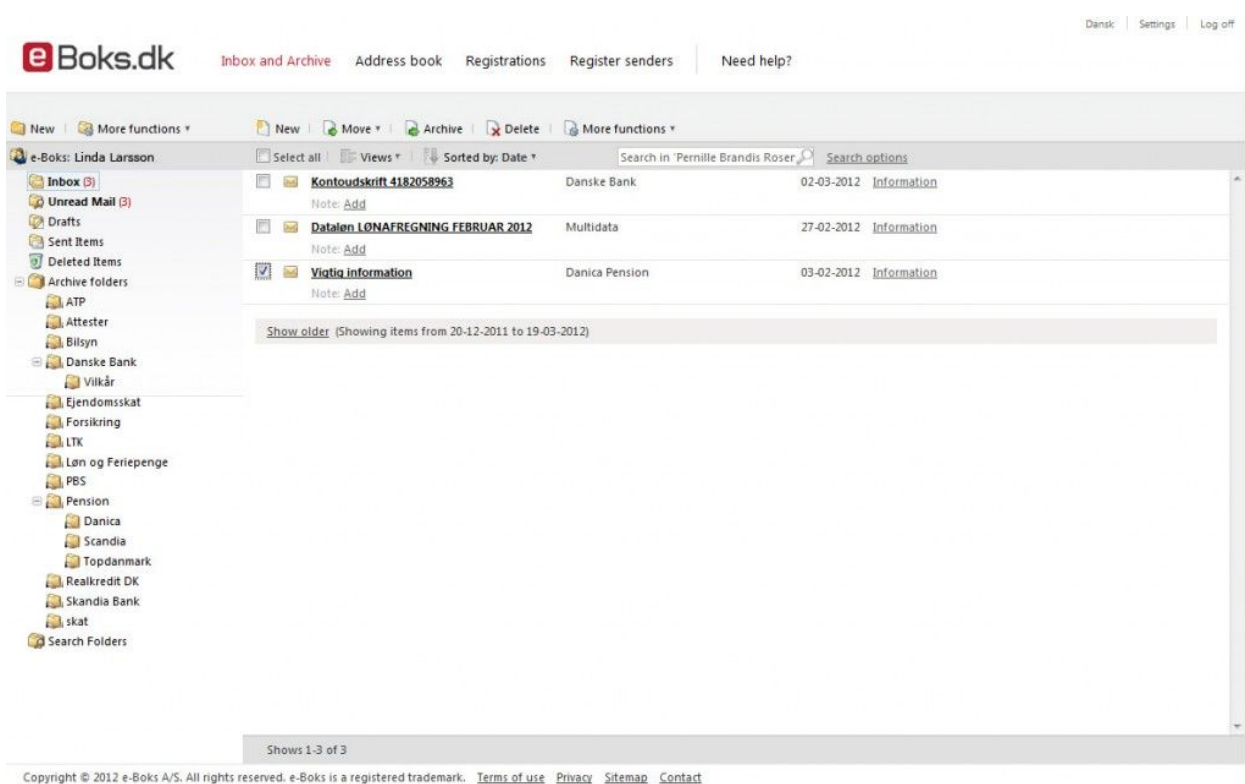 Dansk Settings Log off
e Boks.dk Inbox and Archive Address book Registrations Register senders Need help?
New More functions New Move Archive Delete More functions
e-Boks: Linda Larsson Select all Views Sorted by: Date Search in 'Pernille Brandis Roser Search options
Inbox (3)
Unread Mail (3)
Drafts
Sent Items
Deleted Items
Archive folders
ATP
Attester
Bilsyn
Danske Bank
Vilkår
Ejendomsskat
Forsikring
LTK
Løn og Feriepenge
PBS
Pension
Danica
Scandia
Topdanmark
Realkredit DK
Skandia Bank
skat
Search Folders
Kontoudskrift 4182058963 Danske Bank 02-03-2012 Information
Note: Add
Dataløn LØNAFREGNING FEBRUAR 2012 Multidata 27-02-2012 Information
Note: Add
Vigtig information Danica Pension 03-02-2012 Information
Note: Add
Show older (Showing items from 20-12-2011 to 19-03-2012)
Shows 1-3 of 3
Copyright © 2012 e-Boks A/S. All rights reserved. e-Boks is a registered trademark. Terms of use Privacy Sitemap Contact